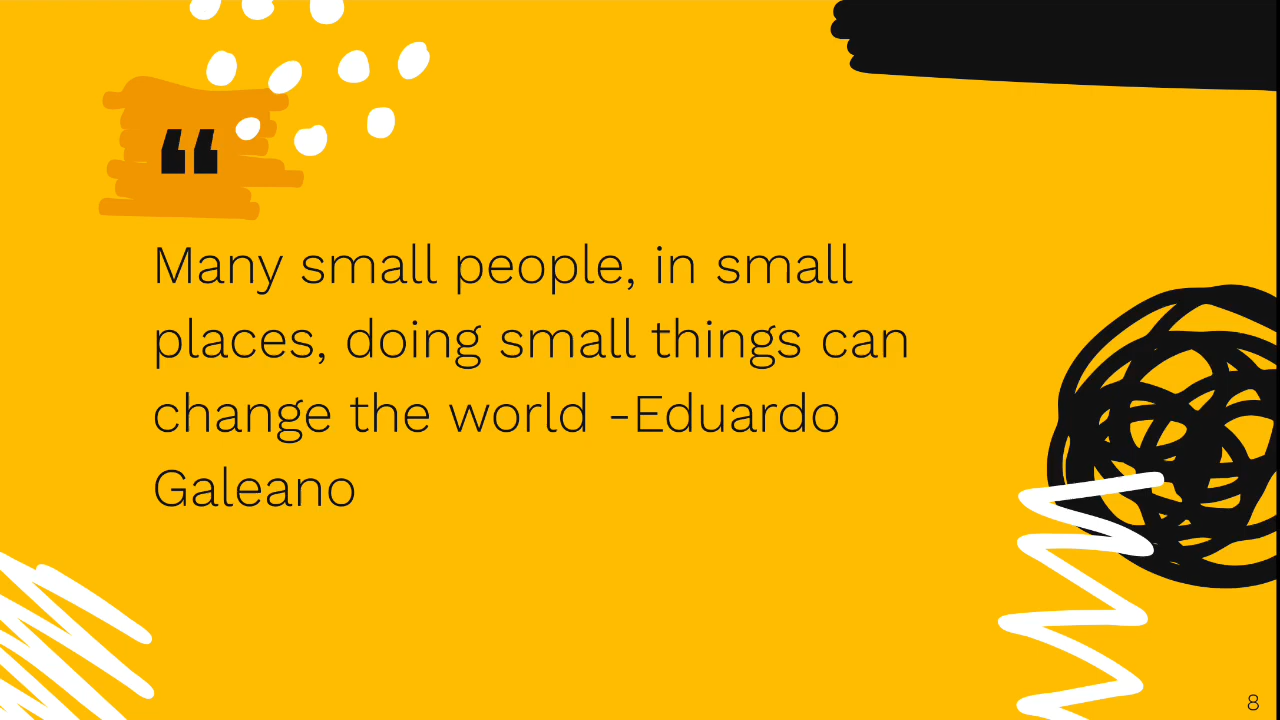 “
Many small people, in small
places, doing small things can
change the world -Eduardo
Galeano
8